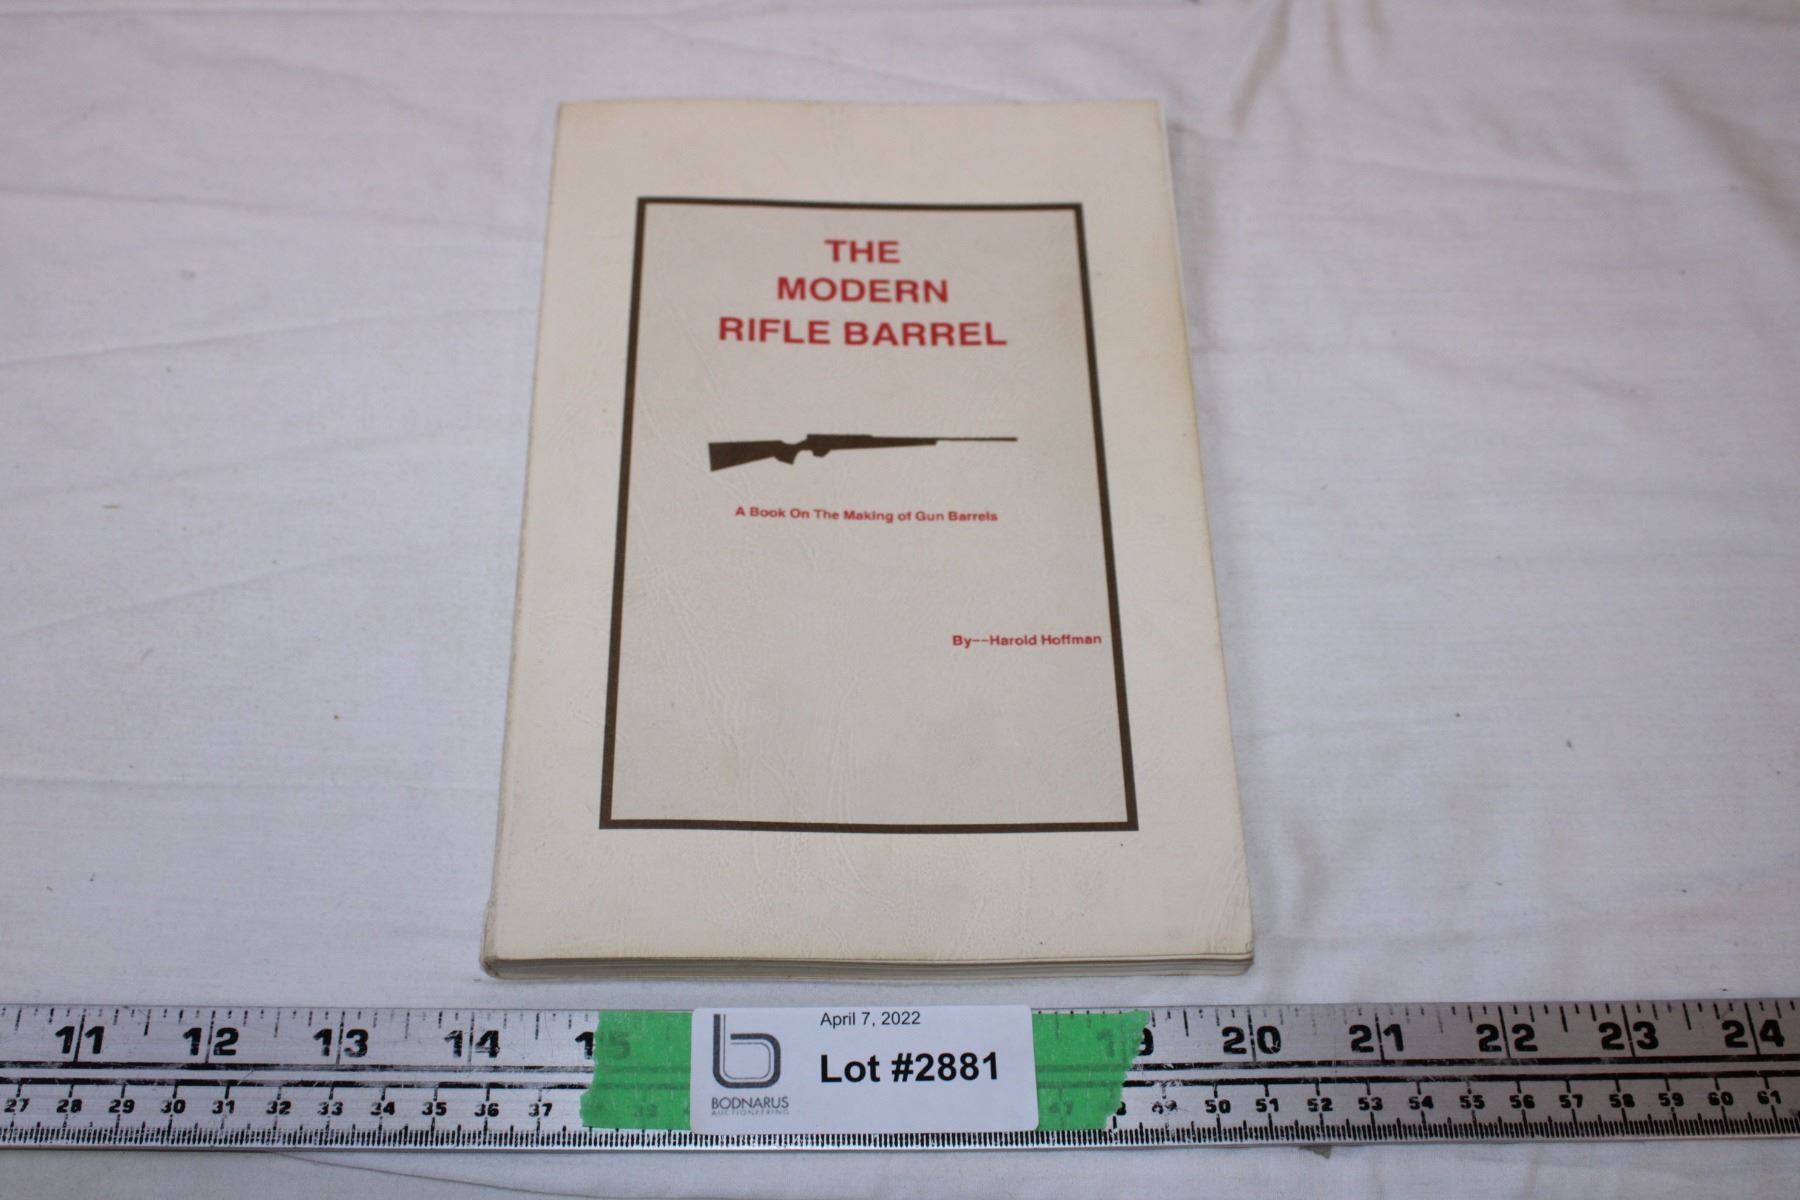 THE
MODERN
RIFLE BARREL
A Book On The Making of Gun Barrels
By--Harold Hoffman
11 12 13 14 15 19 20 21 22 23 24
April 7, 2022
Lot #2881
BODNARUS
AUCTIONEERING
27 28 29 30 31 32 33 34 35 36 37 50 51 52 53 54 55 56 57 58 59 60 61